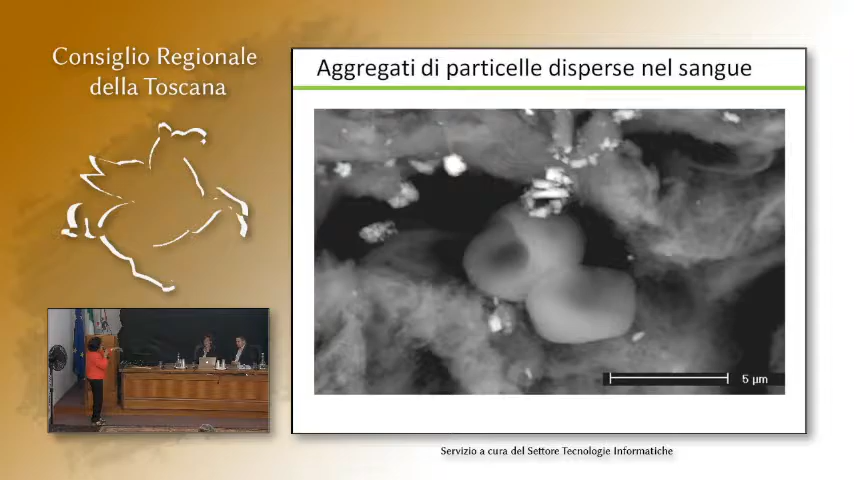 Consiglio Regionale
della Toscana
Aggregati di particelle disperse nel sangue
5 µm
Servizio a cura del Settore Tecnologie Informatiche